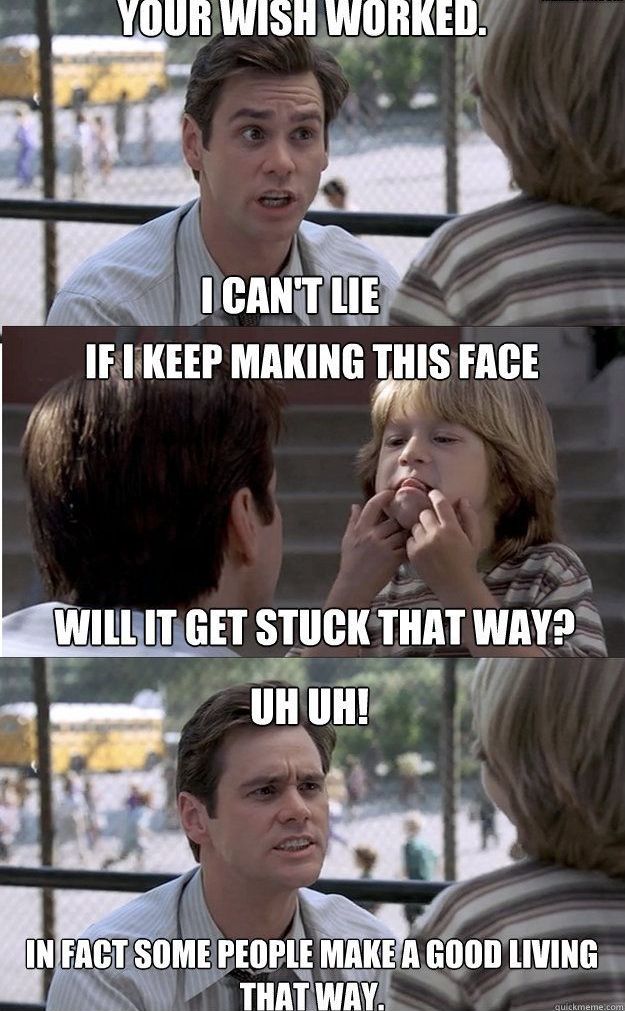 YOUR WISH WORKED.
I CAN'T LIE
IF I KEEP MAKING THIS FACE
WILL IT GET STUCK THAT WAY?
UH UH!
IN FACT SOME PEOPLE MAKE A GOOD LIVING
THAT WAY.
quickmeme.com